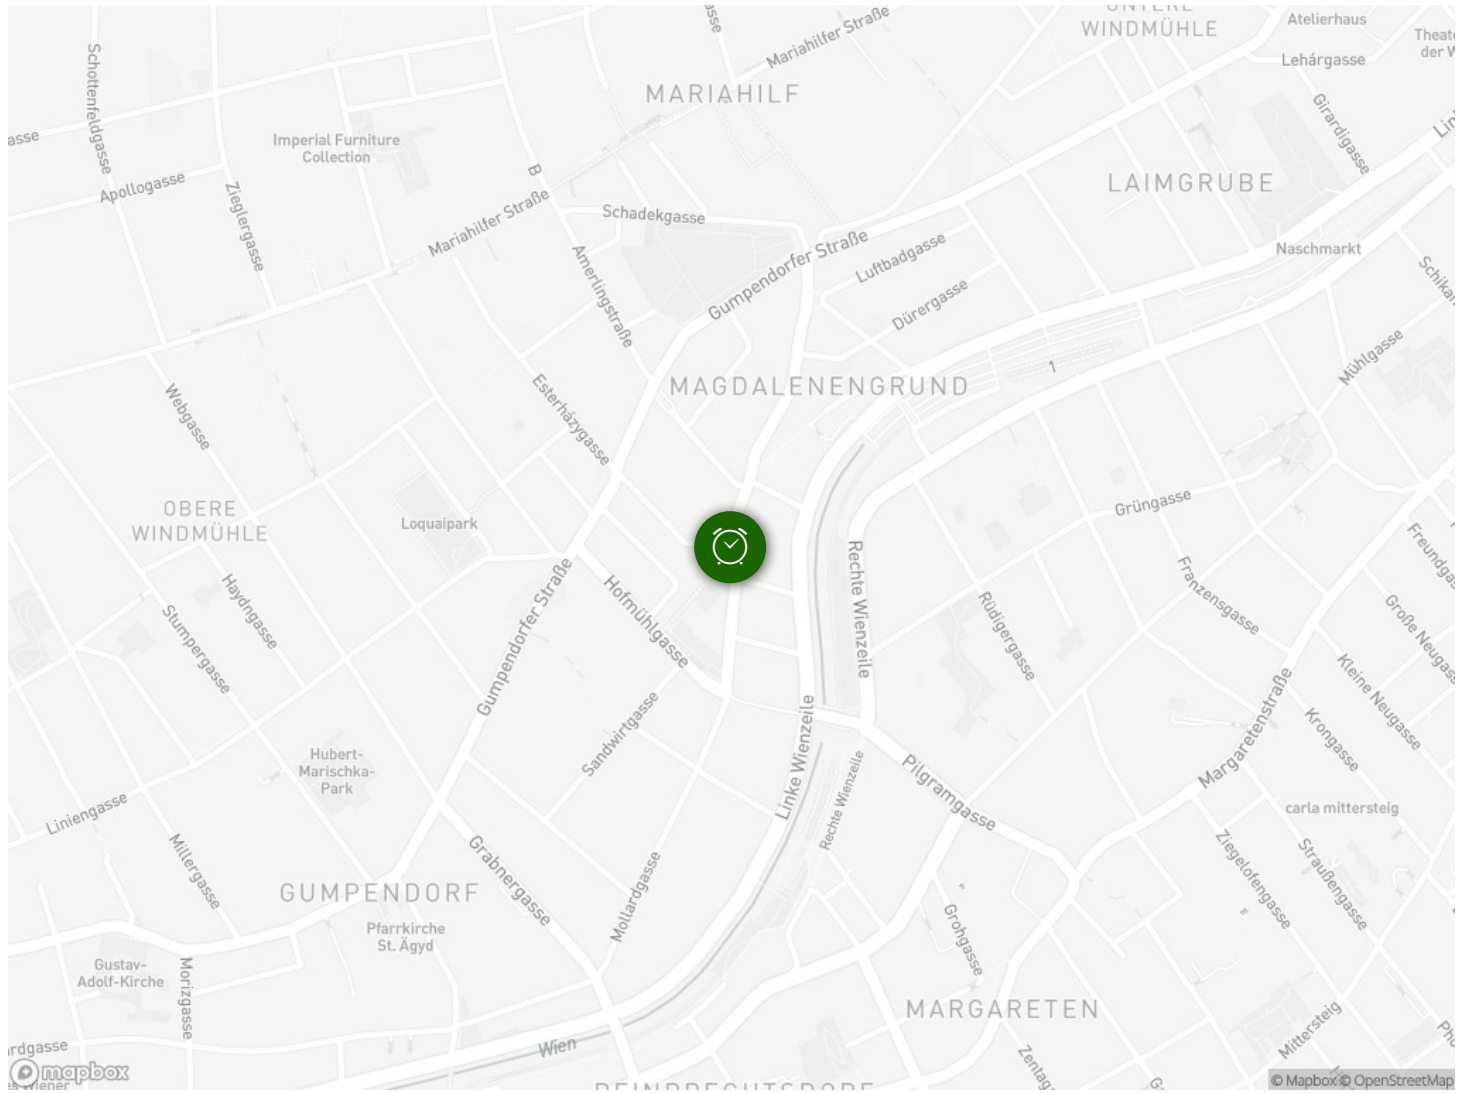 UNTERE
WINDMÜHLE
Atelierhaus
Lehárgasse
Mariahilfer Straße
MARIAHILF
Schottenfeldgasse
Imperial Furniture
Collection
Girardigasse
Apollogasse
Zieglergasse
B
LAIMGRUBE
Mariahilfer Straße
Schadekgasse
Gumpendorfer Straße
Luftbadgasse
Naschmarkt
Amerlingstraße
Dürergasse
1
Mühlgasse
MAGDALENENGRUND
Webgasse
Esterházygasse
OBERE
WINDMÜHLE
Loquaipark
Grüngasse
Rechte Wienzeile
Franzensgasse
Haydngasse
Stumpergasse
Hofmühlgasse
Gumpendorfer Straße
Rüdigergasse
Kleine Neugasse
Margaretenstraße
Krongasse
Sandwirtgasse
Linke Wienzeile
Rechte Wienzeile
Pilgramgasse
Hubert-
Marischka-
Park
Liniengasse
carla mittersteig
Millergasse
Grabnergasse
Mollardgasse
Ziegelofengasse
Straußengasse
GUMPENDORF
Pfarrkirche
St. Ägyd
Grohgasse
Gustav-
Adolf-Kirche
Morizgasse
MARGARETEN
Mittersteig
Wien
mapbox
© Mapbox © OpenStreetMap